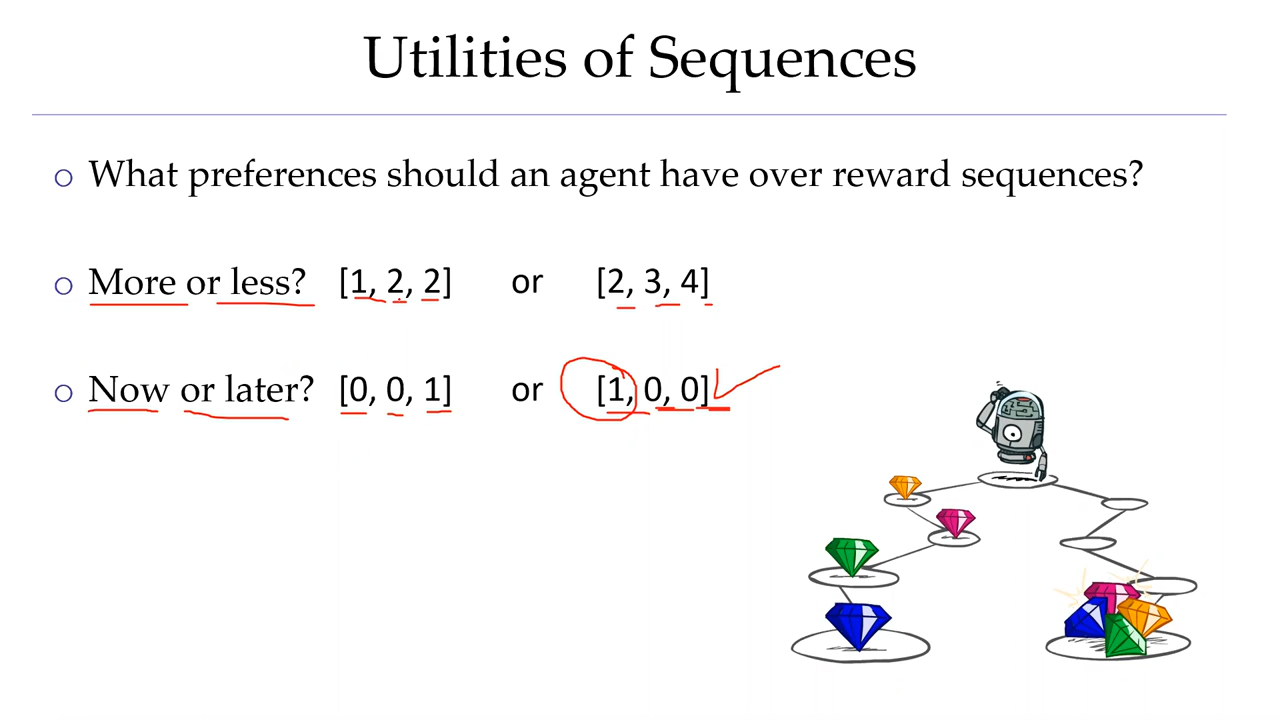 Utilities of Sequences
o What preferences should an agent have over reward sequences?
o More or less? [1, 2, 2] or [2, 3, 4]
o Now or later? [0, 0, 1] or [1, 0, 0]